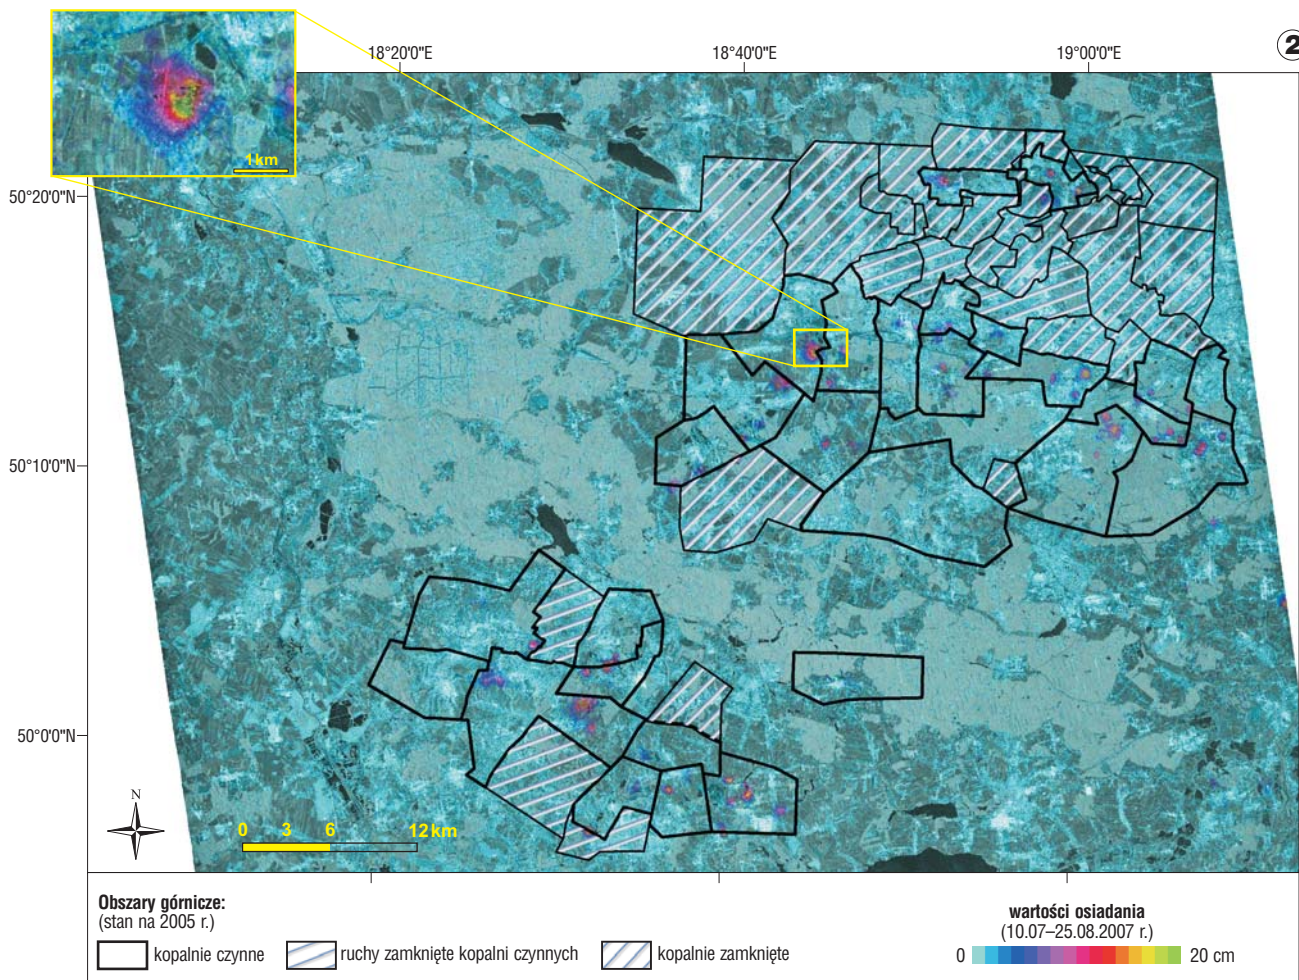 2
18°20'0"E
18°40'0"E
19°00'0"E
1km
50°20'0"N
50°10'0"N
50°0'0"N
N
0 3 6 12 km
Obszary górnicze:
(stan na 2005 r.)
kopalnie czynne
ruchy zamknięte kopalni czynnych
kopalnie zamknięte
wartości osiadania
(10.07–25.08.2007 r.)
0 20 cm